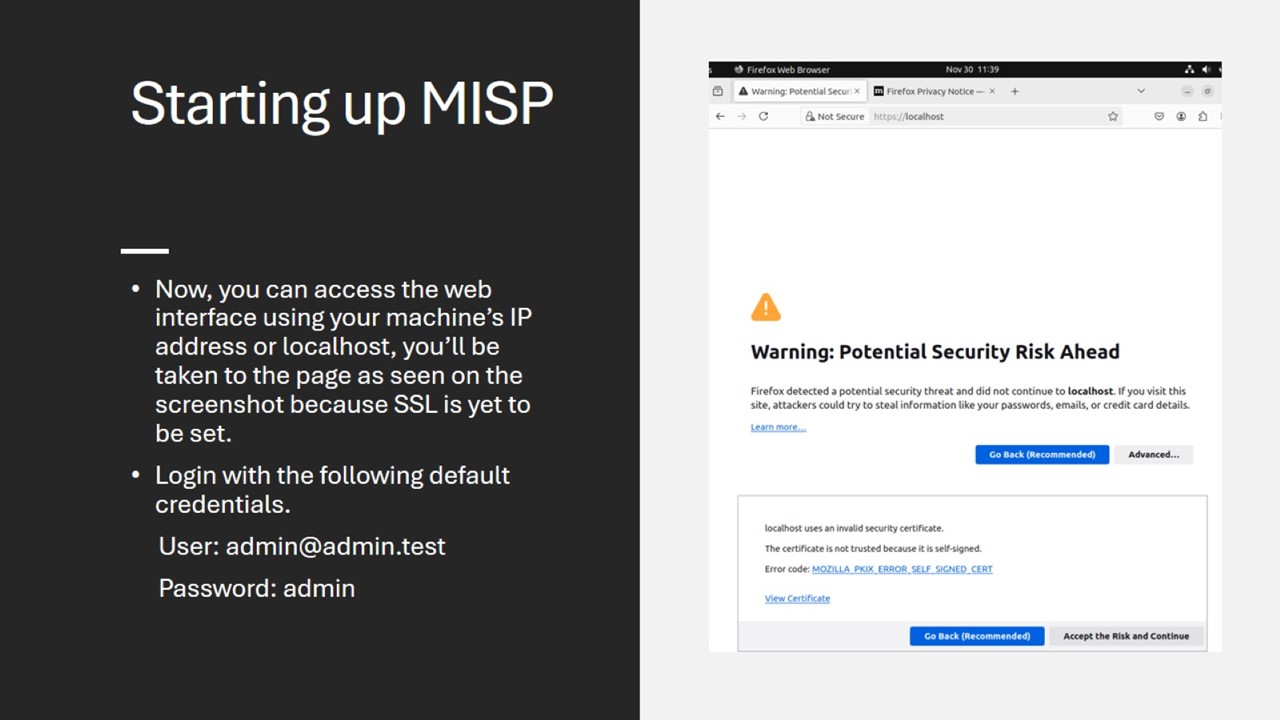 Starting up MISP
• Now, you can access the web
interface using your machine’s IP
address or localhost, you’ll be
taken to the page as seen on the
screenshot because SSL is yet to
be set.
• Login with the following default
credentials.
User: admin@admin.test
Password: admin
s Firefox Web Browser Nov 30 11:39
Warning: Potential Securi × Firefox Privacy Notice — × +
Not Secure https://localhost
Warning: Potential Security Risk Ahead
Firefox detected a potential security threat and did not continue to localhost. If you visit this
site, attackers could try to steal information like your passwords, emails, or credit card details.
Learn more...
Go Back (Recommended) Advanced...
localhost uses an invalid security certificate.
The certificate is not trusted because it is self-signed.
Error code: MOZILLA_PKIX_ERROR_SELF_SIGNED_CERT
View Certificate
Go Back (Recommended) Accept the Risk and Continue